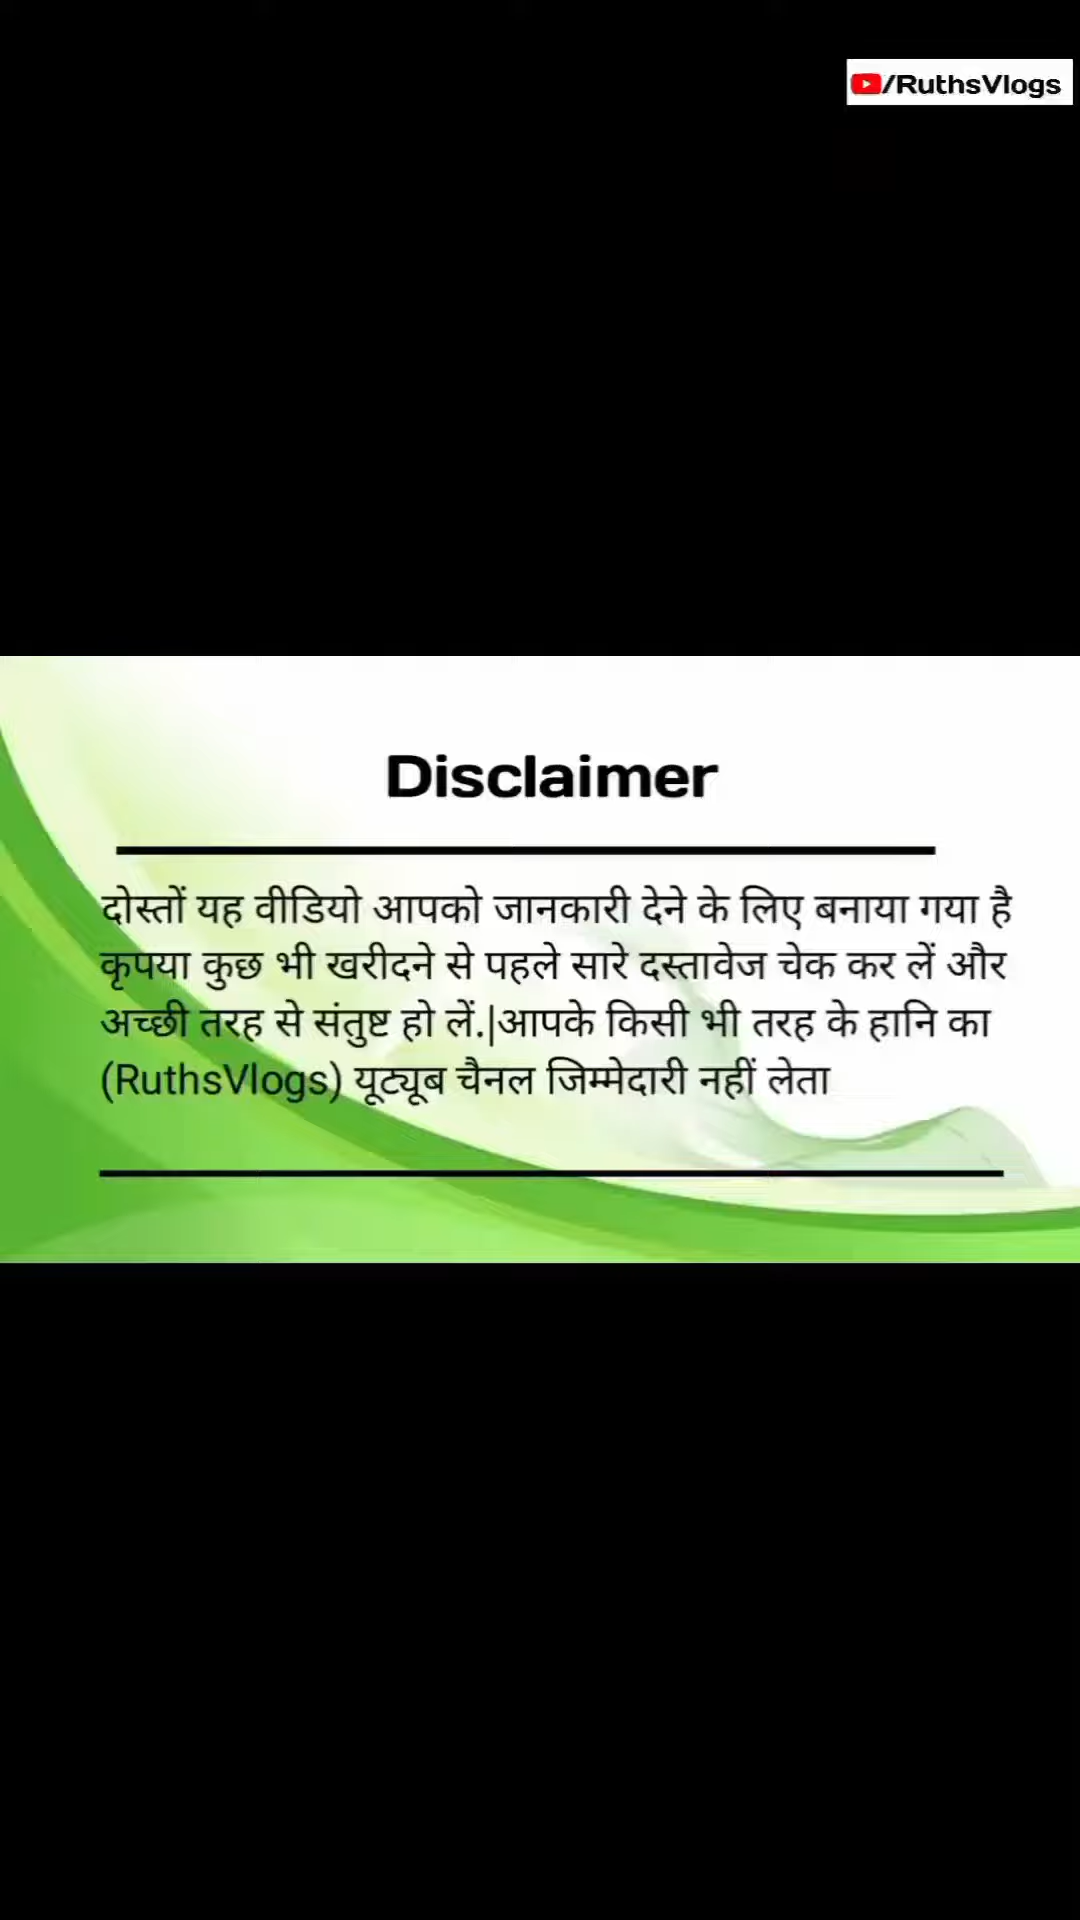 /RuthsVlogs
Disclaimer
दोस्तों यह वीडियो आपको जानकारी देने के लिए बनाया गया है
कृपया कुछ भी खरीदने से पहले सारे दस्तावेज चेक कर लें और
अच्छी तरह से संतुष्ट हो लें.|आपके किसी भी तरह के हानि का
(RuthsVlogs) यूट्यूब चैनल जिम्मेदारी नहीं लेता